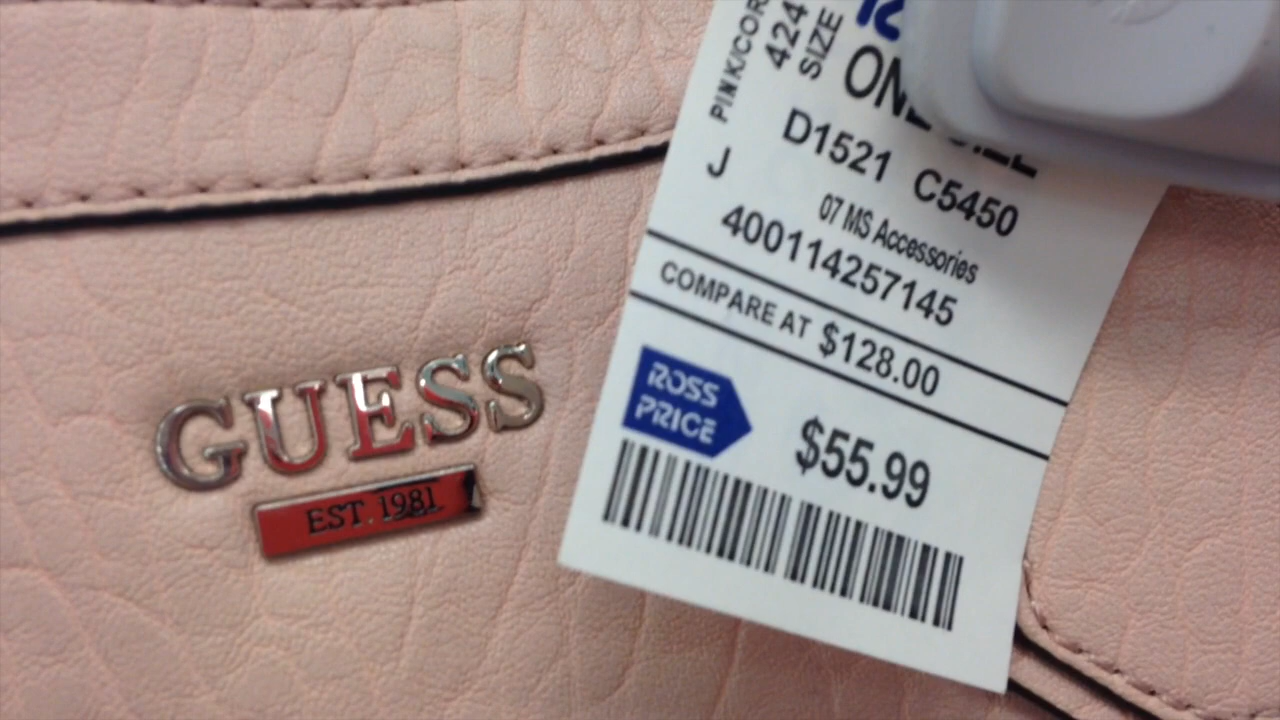 GUESS
EST. 1981
PINK/COR
424
SIZE
ONE SIZE
D1521 C5450
J
07 MS Accessories
400114257145
COMPARE AT $128.00
ROSS
PRICE
$55.99